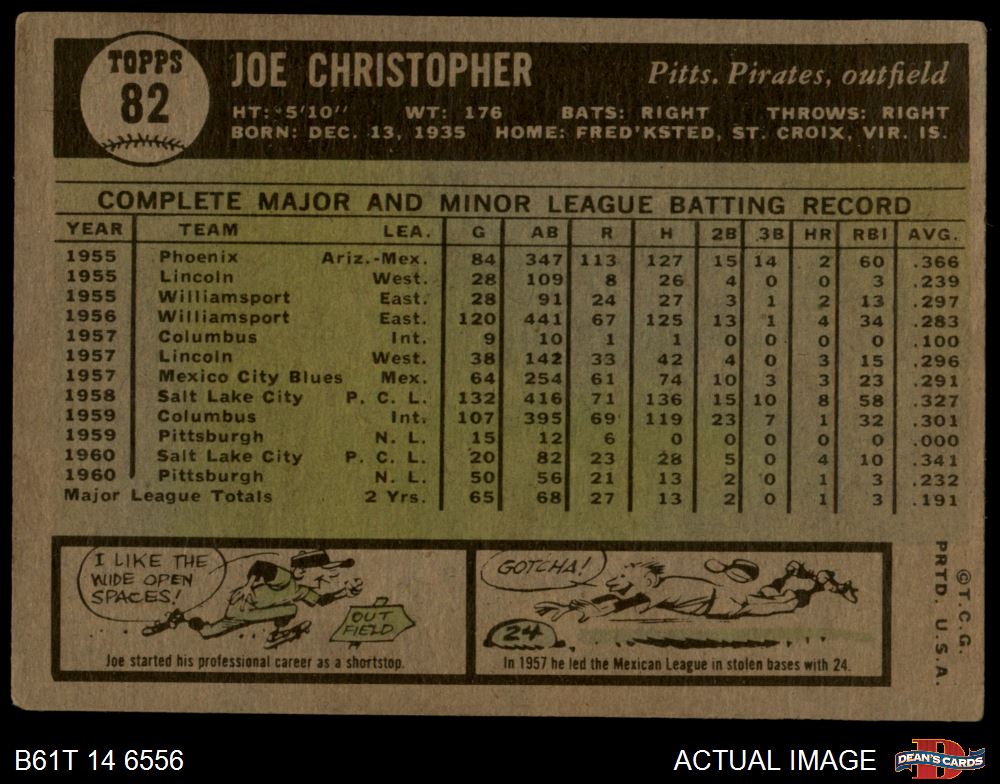 TOPPS
82
JOE CHRISTOPHER
Pitts. Pirates, outfield
HT: 5'10" WT: 176 BATS: RIGHT THROWS: RIGHT
BORN: DEC. 13, 1935 HOME: FRED'KSTED, ST. CROIX, VIR. IS.
COMPLETE MAJOR AND MINOR LEAGUE BATTING RECORD
YEAR TEAM LEA. G AB R H 2B 3B HR RBI AVG.
1955 Phoenix Ariz.-Mex. 84 347 113 127 15 14 2 60 .366
1955 Lincoln West. 28 109 8 26 4 0 0 3 .239
1955 Williamsport East. 28 91 24 27 3 1 2 13 .297
1956 Williamsport East. 120 441 67 125 13 1 4 34 .283
1957 Columbus Int. 9 10 1 1 0 0 0 0 .100
1957 Lincoln West. 38 142 33 42 4 0 3 15 .296
1957 Mexico City Blues Mex. 64 254 61 74 10 3 3 23 .291
1958 Salt Lake City P. C. L. 132 416 71 136 15 10 8 58 .327
1959 Columbus Int. 107 395 69 119 23 7 1 32 .301
1959 Pittsburgh N. L. 15 12 6 0 0 0 0 0 .000
1960 Salt Lake City P. C. L. 20 82 23 28 5 0 4 10 .341
1960 Pittsburgh N. L. 50 56 21 13 2 0 1 3 .232
Major League Totals 2 Yrs. 65 68 27 13 2 0 1 3 .191
I LIKE THE
WIDE OPEN
SPACES!
OUT
FIELD
Joe started his professional career as a shortstop.
GOTCHA!
24
In 1957 he led the Mexican League in stolen bases with 24.
© T. C. G.
PRTD. U. S. A.
B61T 14 6556
ACTUAL IMAGE
DEAN'S CARDS